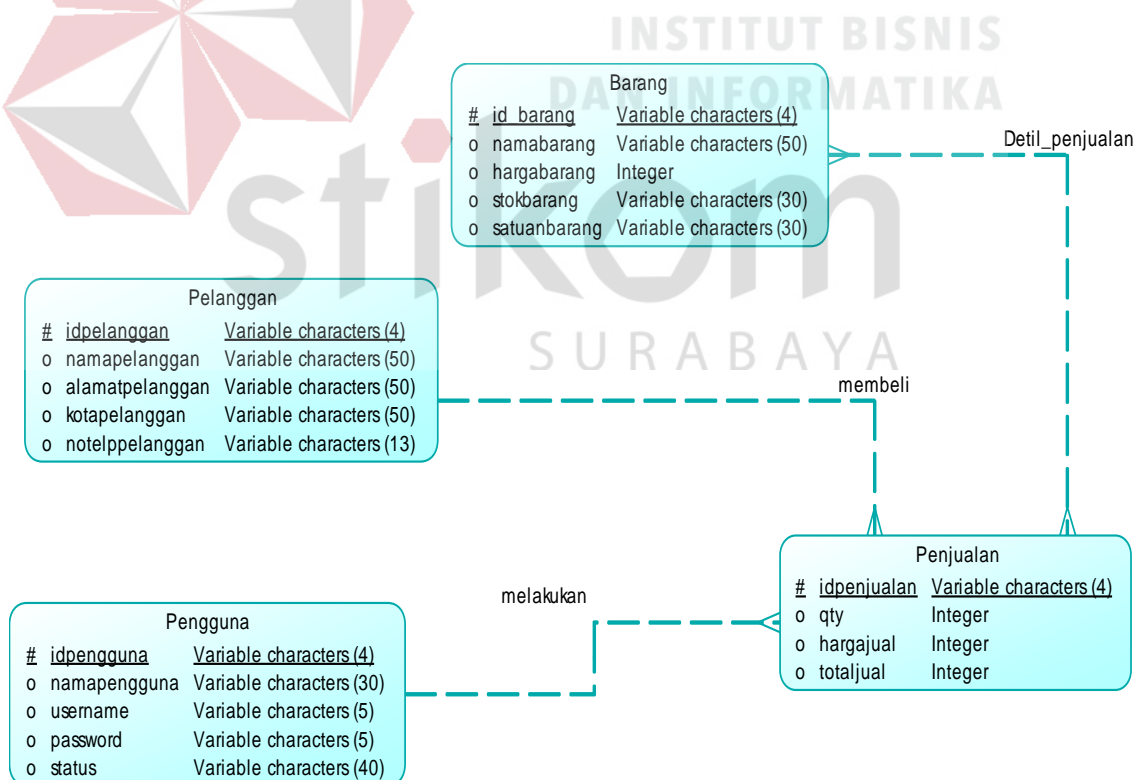 INSTITUT BISNIS
DAN INFORMATIKA
stikom
SURABAYA
Barang
# id_barang Variable characters (4)
o namabarang Variable characters (50)
o hargabarang Integer
o stokbarang Variable characters (30)
o satuanbarang Variable characters (30)
Detil_penjualan
Pelanggan
# idpelanggan Variable characters (4)
o namapelanggan Variable characters (50)
o alamatpelanggan Variable characters (50)
o kotapelanggan Variable characters (50)
o notelppelanggan Variable characters (13)
membeli
Penjualan
# idpenjualan Variable characters (4)
o qty Integer
o hargajual Integer
o totaljual Integer
melakukan
Pengguna
# idpengguna Variable characters (4)
o namapengguna Variable characters (30)
o username Variable characters (5)
o password Variable characters (5)
o status Variable characters (40)